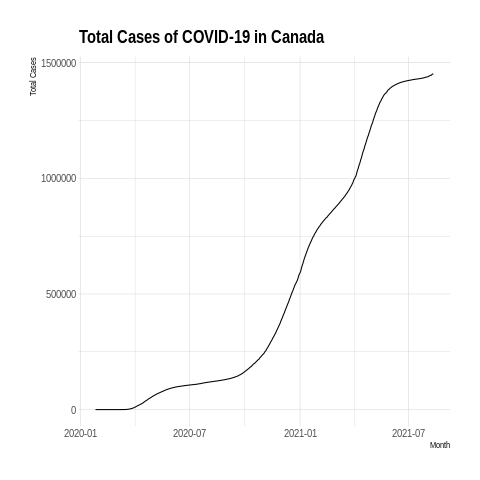 Total Cases of COVID-19 in Canada
Total Cases
1500000
1000000
500000
0
2020-01 2020-07 2021-01 2021-07
Month